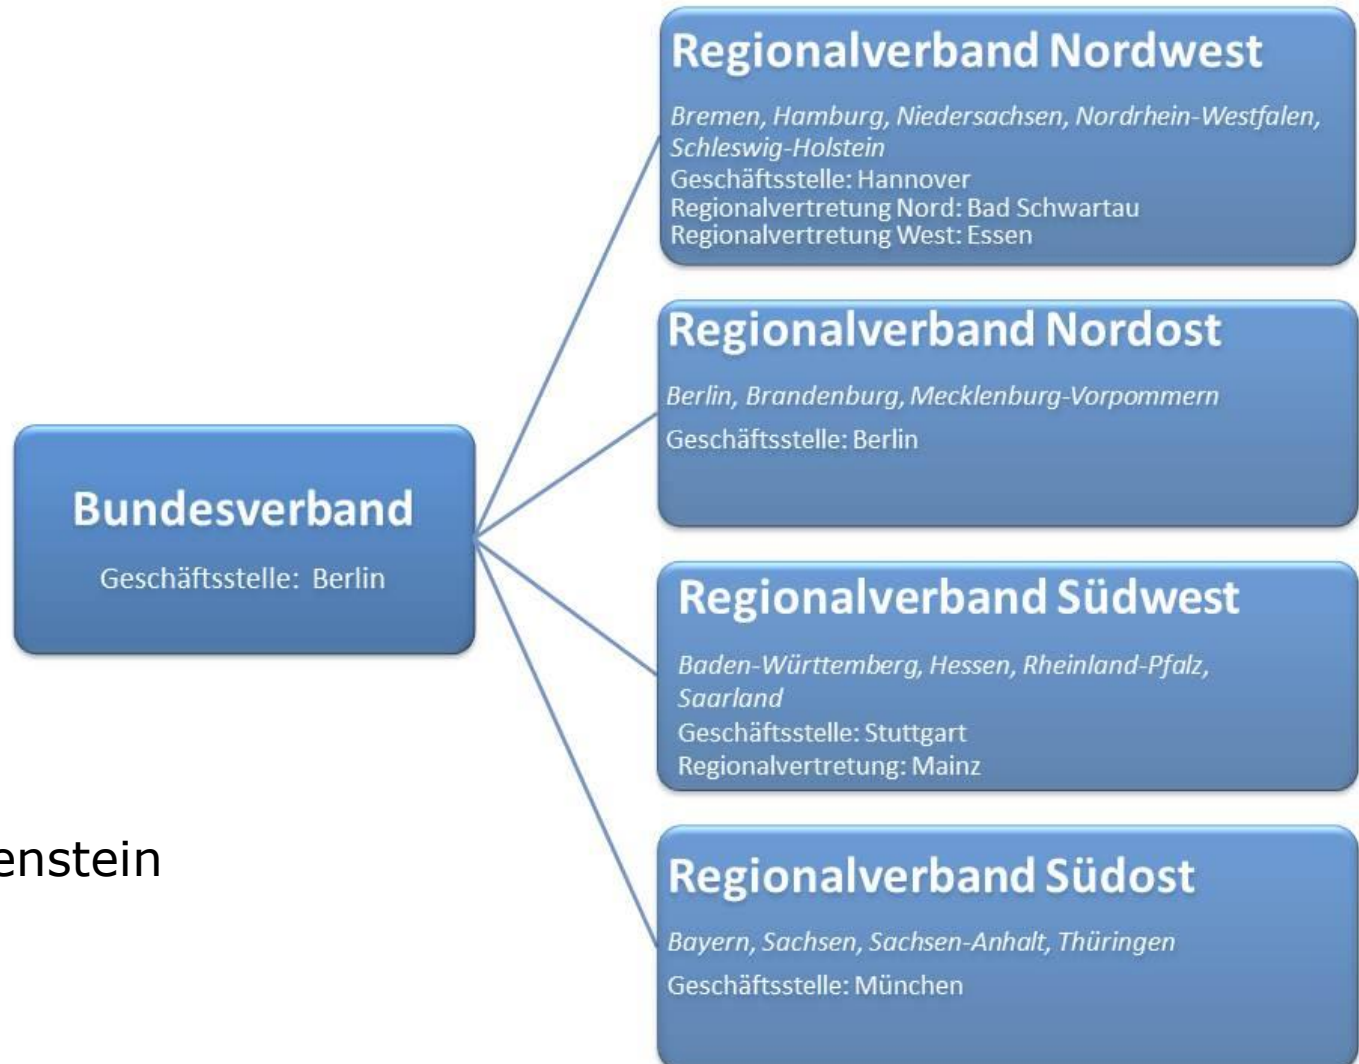 Regionalverband Nordwest
Bremen, Hamburg, Niedersachsen, Nordrhein-Westfalen,
Schleswig-Holstein
Geschäftsstelle: Hannover
Regionalvertretung Nord: Bad Schwartau
Regionalvertretung West: Essen
Regionalverband Nordost
Berlin, Brandenburg, Mecklenburg-Vorpommern
Geschäftsstelle: Berlin
Bundesverband
Geschäftsstelle: Berlin
Regionalverband Südwest
Baden-Württemberg, Hessen, Rheinland-Pfalz,
Saarland
Geschäftsstelle: Stuttgart
Regionalvertretung: Mainz
enstein
Regionalverband Südost
Bayern, Sachsen, Sachsen-Anhalt, Thüringen
Geschäftsstelle: München